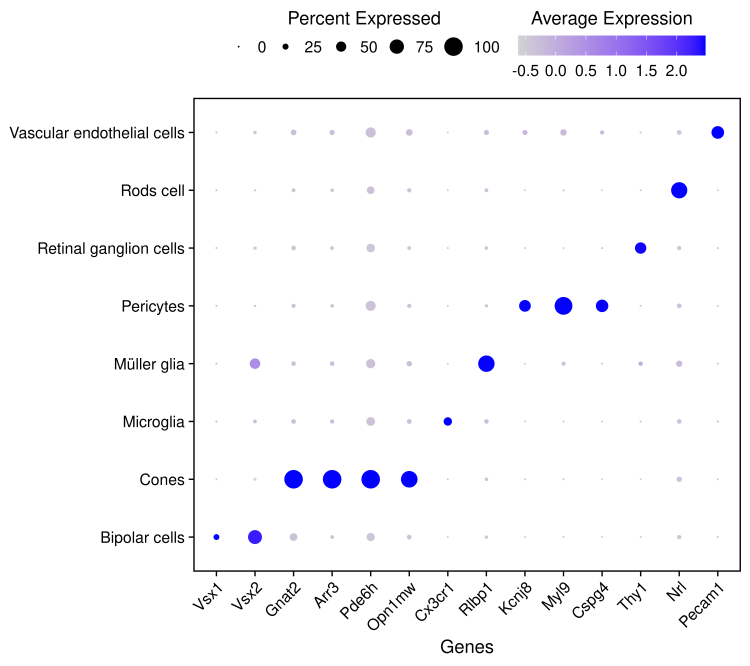 Percent Expressed
0 25 50 75 100
Average Expression
-0.5 0.0 0.5 1.0 1.5 2.0
Vascular endothelial cells
Rods cell
Retinal ganglion cells
Pericytes
Müller glia
Microglia
Cones
Bipolar cells
Vsx1 Vsx2 Gnat2 Arr3 Pde6h Opn1mw Cx3cr1 Rlbp1 Kcnj8 Myl9 Cspg4 Thy1 Nrl Pecam1
Genes